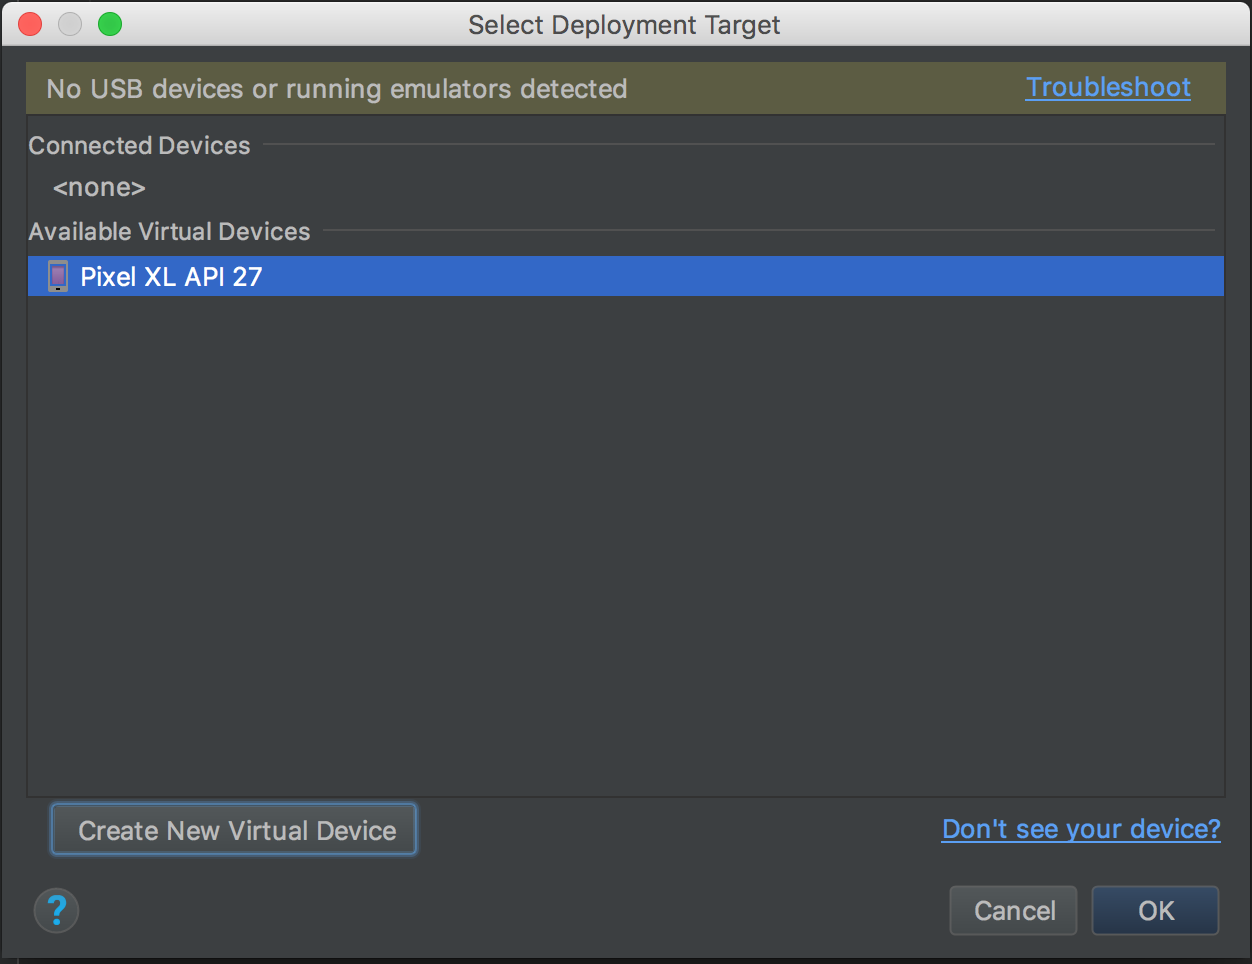 Select Deployment Target
No USB devices or running emulators detected
Troubleshoot
Connected Devices
<none>
Available Virtual Devices
Pixel XL API 27
Create New Virtual Device
Don't see your device?
?
Cancel
OK